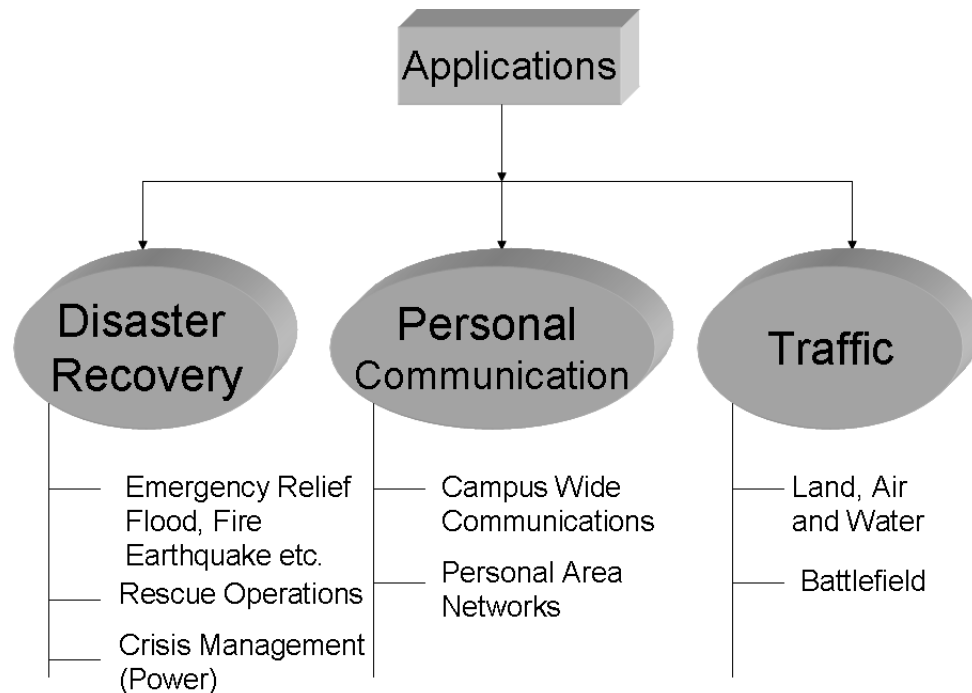 Applications
Disaster
Recovery
Personal
Communication
Traffic
Emergency Relief
Flood, Fire
Earthquake etc.
Rescue Operations
Crisis Management
(Power)
Campus Wide
Communications
Personal Area
Networks
Land, Air
and Water
Battlefield